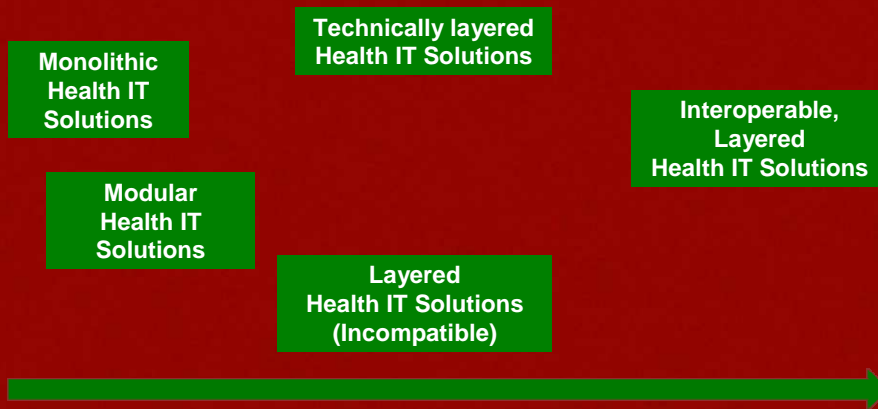 Technically layered
Health IT Solutions
Monolithic
Health IT
Solutions
Interoperable,
Layered
Health IT Solutions
Modular
Health IT
Solutions
Layered
Health IT Solutions
(Incompatible)